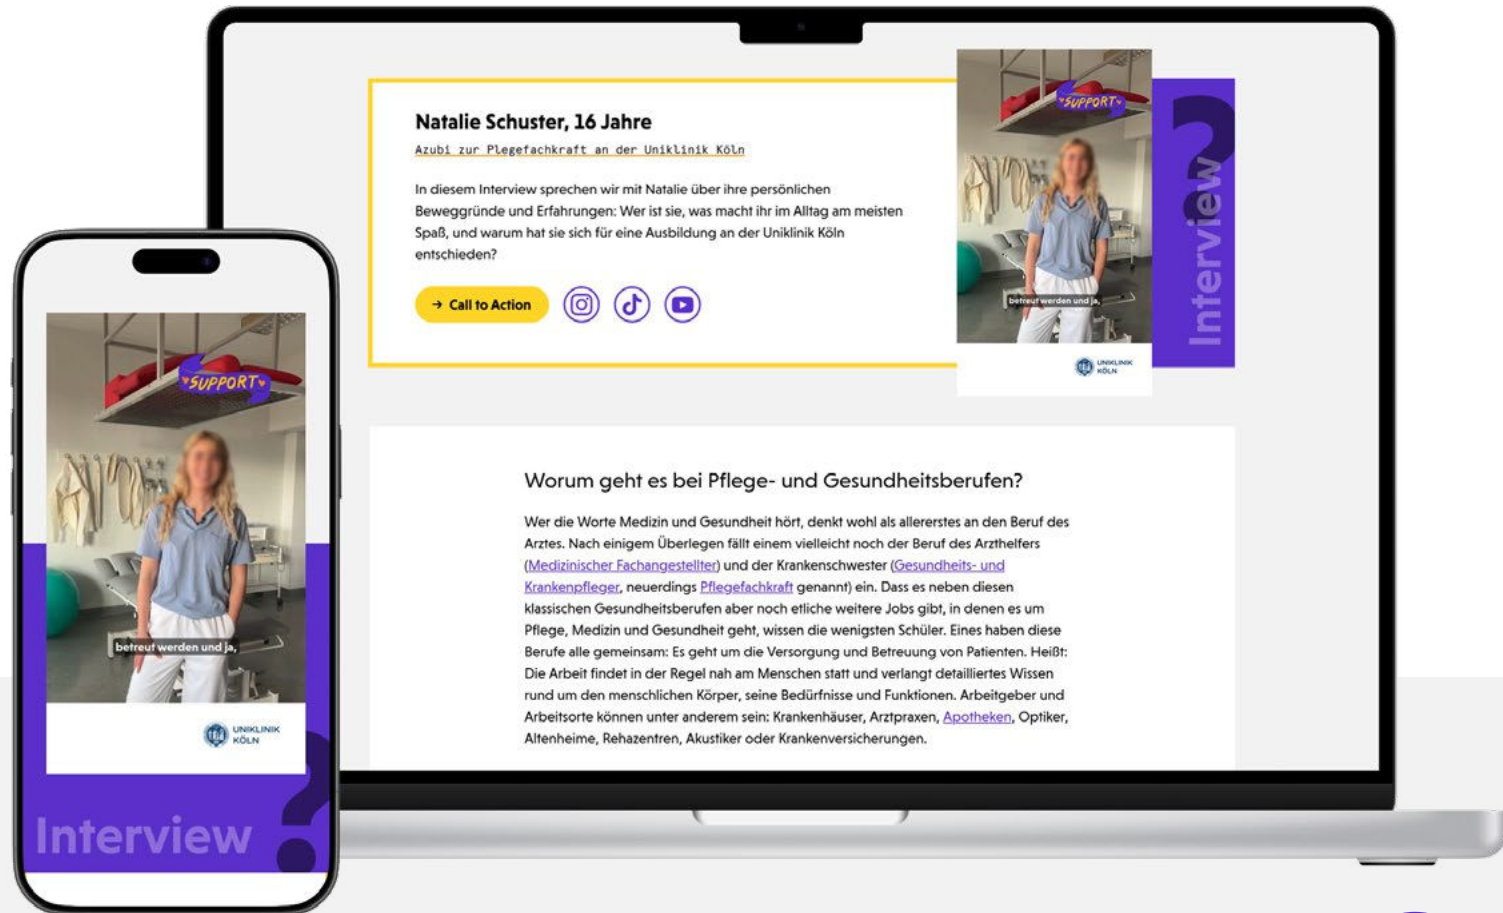 Natalie Schuster, 16 Jahre
Azubi zur Plegefachkraft an der Uniklinik Köln
In diesem Interview sprechen wir mit Natalie über ihre persönlichen
Beweggründe und Erfahrungen: Wer ist sie, was macht ihr im Alltag am meisten
Spaß, und warum hat sie sich für eine Ausbildung an der Uniklinik Köln
entschieden?
→ Call to Action
SUPPORT
betreut werden und ja,
UNIKLINIK
KÖLN
Interview
?
Worum geht es bei Pflege- und Gesundheitsberufen?
Wer die Worte Medizin und Gesundheit hört, denkt wohl als allererstes an den Beruf des
Arztes. Nach einigem Überlegen fällt einem vielleicht noch der Beruf des Arzthelfers
(Medizinischer Fachangestellter) und der Krankenschwester (Gesundheits- und
Krankenpfleger, neuerdings Pflegefachkraft genannt) ein. Dass es neben diesen
klassischen Gesundheitsberufen aber noch etliche weitere Jobs gibt, in denen es um
Pflege, Medizin und Gesundheit geht, wissen die wenigsten Schüler. Eines haben diese
Berufe alle gemeinsam: Es geht um die Versorgung und Betreuung von Patienten. Heißt:
Die Arbeit findet in der Regel nah am Menschen statt und verlangt detailliertes Wissen
rund um den menschlichen Körper, seine Bedürfnisse und Funktionen. Arbeitgeber und
Arbeitsorte können unter anderem sein: Krankenhäuser, Arztpraxen, Apotheken, Optiker,
Altenheime, Rehazentren, Akustiker oder Krankenversicherungen.
SUPPORT
betreut werden und ja,
UNIKLINIK
KÖLN
Interview
?